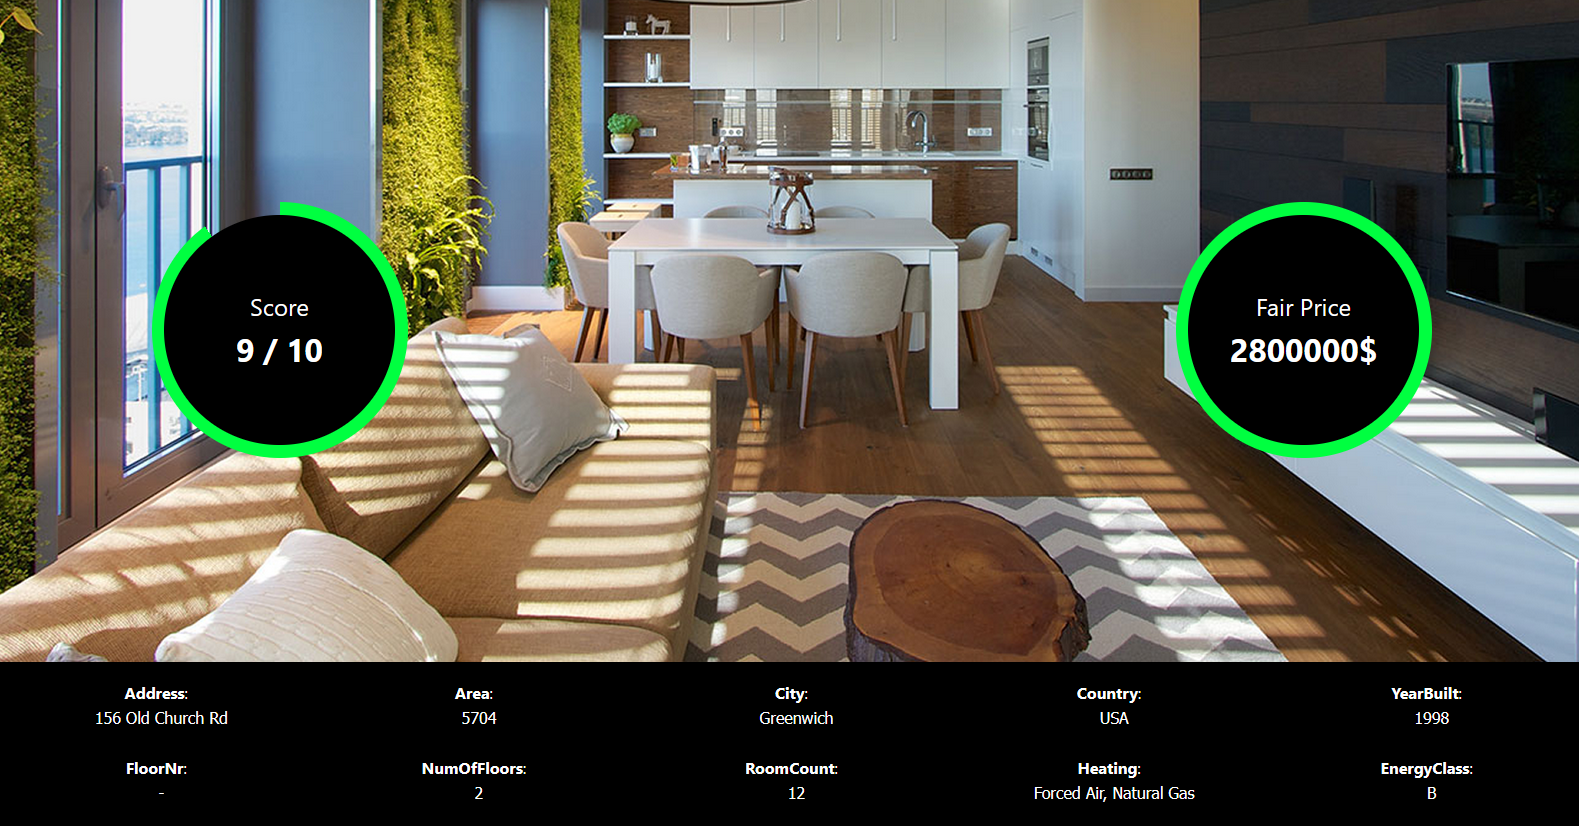 Score
9 / 10
Fair Price
2800000$
Address:
156 Old Church Rd
Area:
5704
City:
Greenwich
Country:
USA
YearBuilt:
1998
FloorNr:
-
NumOfFloors:
2
RoomCount:
12
Heating:
Forced Air, Natural Gas
EnergyClass:
B